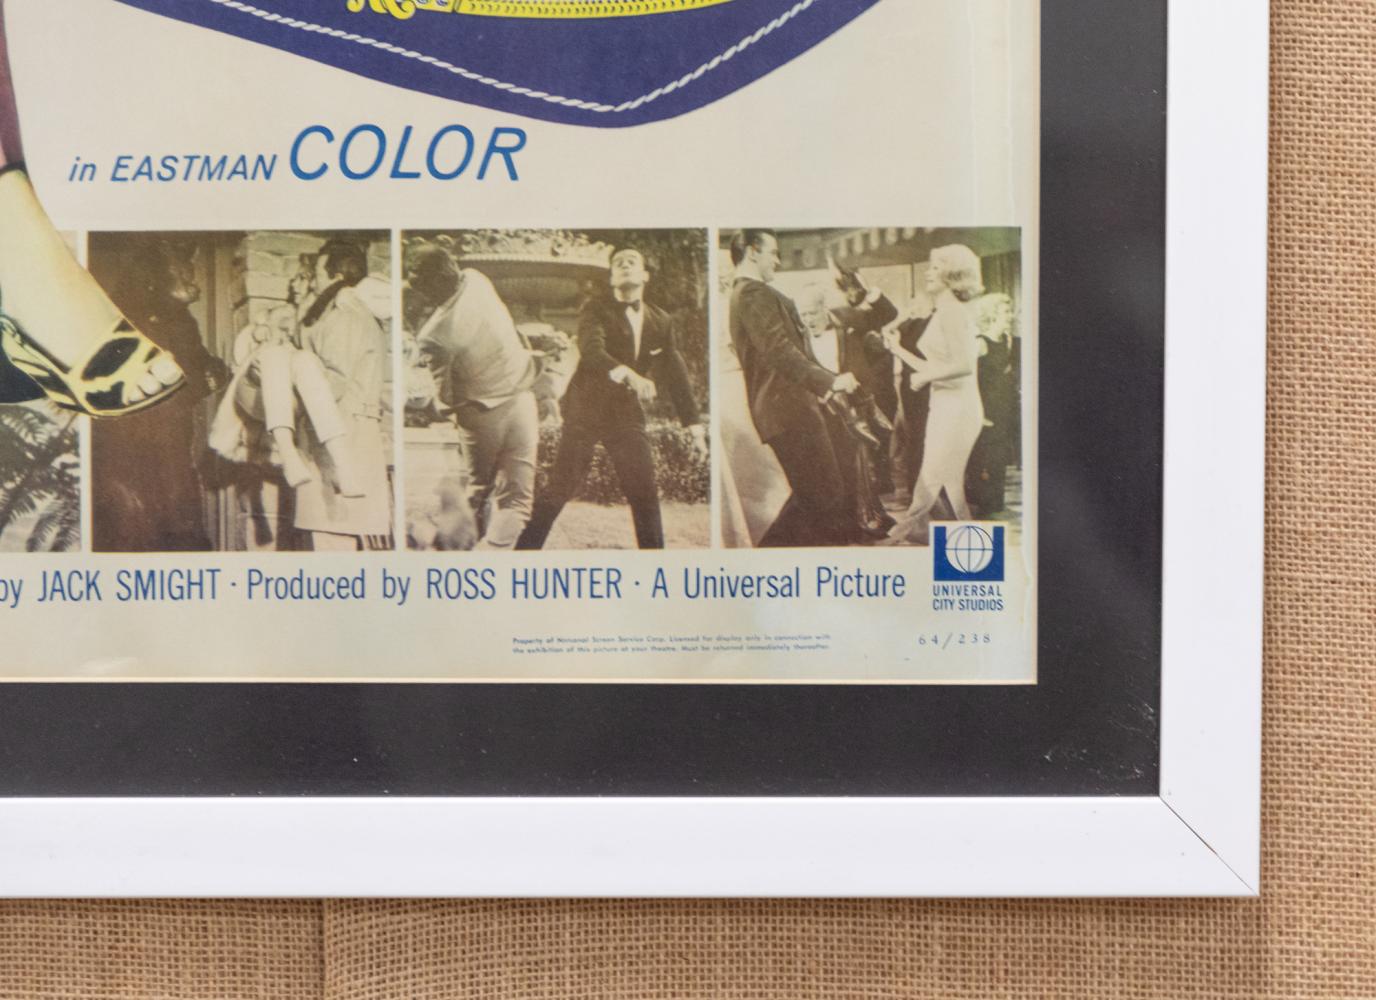 in EASTMAN COLOR
by JACK SMIGHT · Produced by ROSS HUNTER · A Universal Picture
UNIVERSAL
CITY STUDIOS
Property of National Screen Service Corp. Licensed for display only in connection with
the exhibition of this picture at your theatre. Must be returned immediately thereafter.
64/238